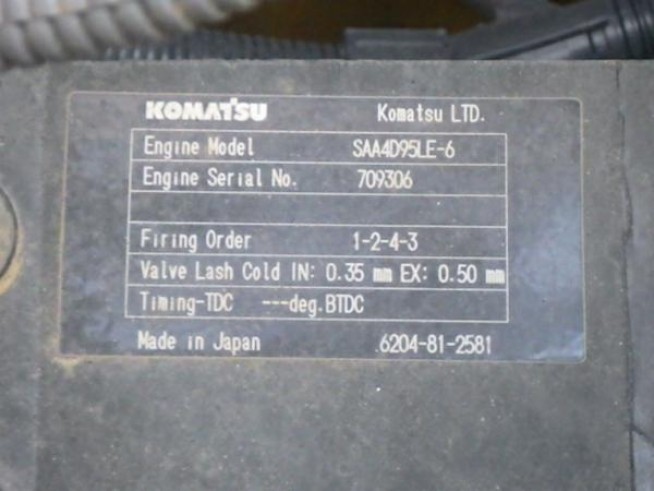 KOMATSU Komatsu LTD.
Engine Model SAA4D95LE-6
Engine Serial No. 709306
Firing Order 1-2-4-3
Valve Lash Cold IN: 0.35 mm EX: 0.50 mm
Timing-TDC ---deg.BTDC
Made in Japan .6204-81-2581